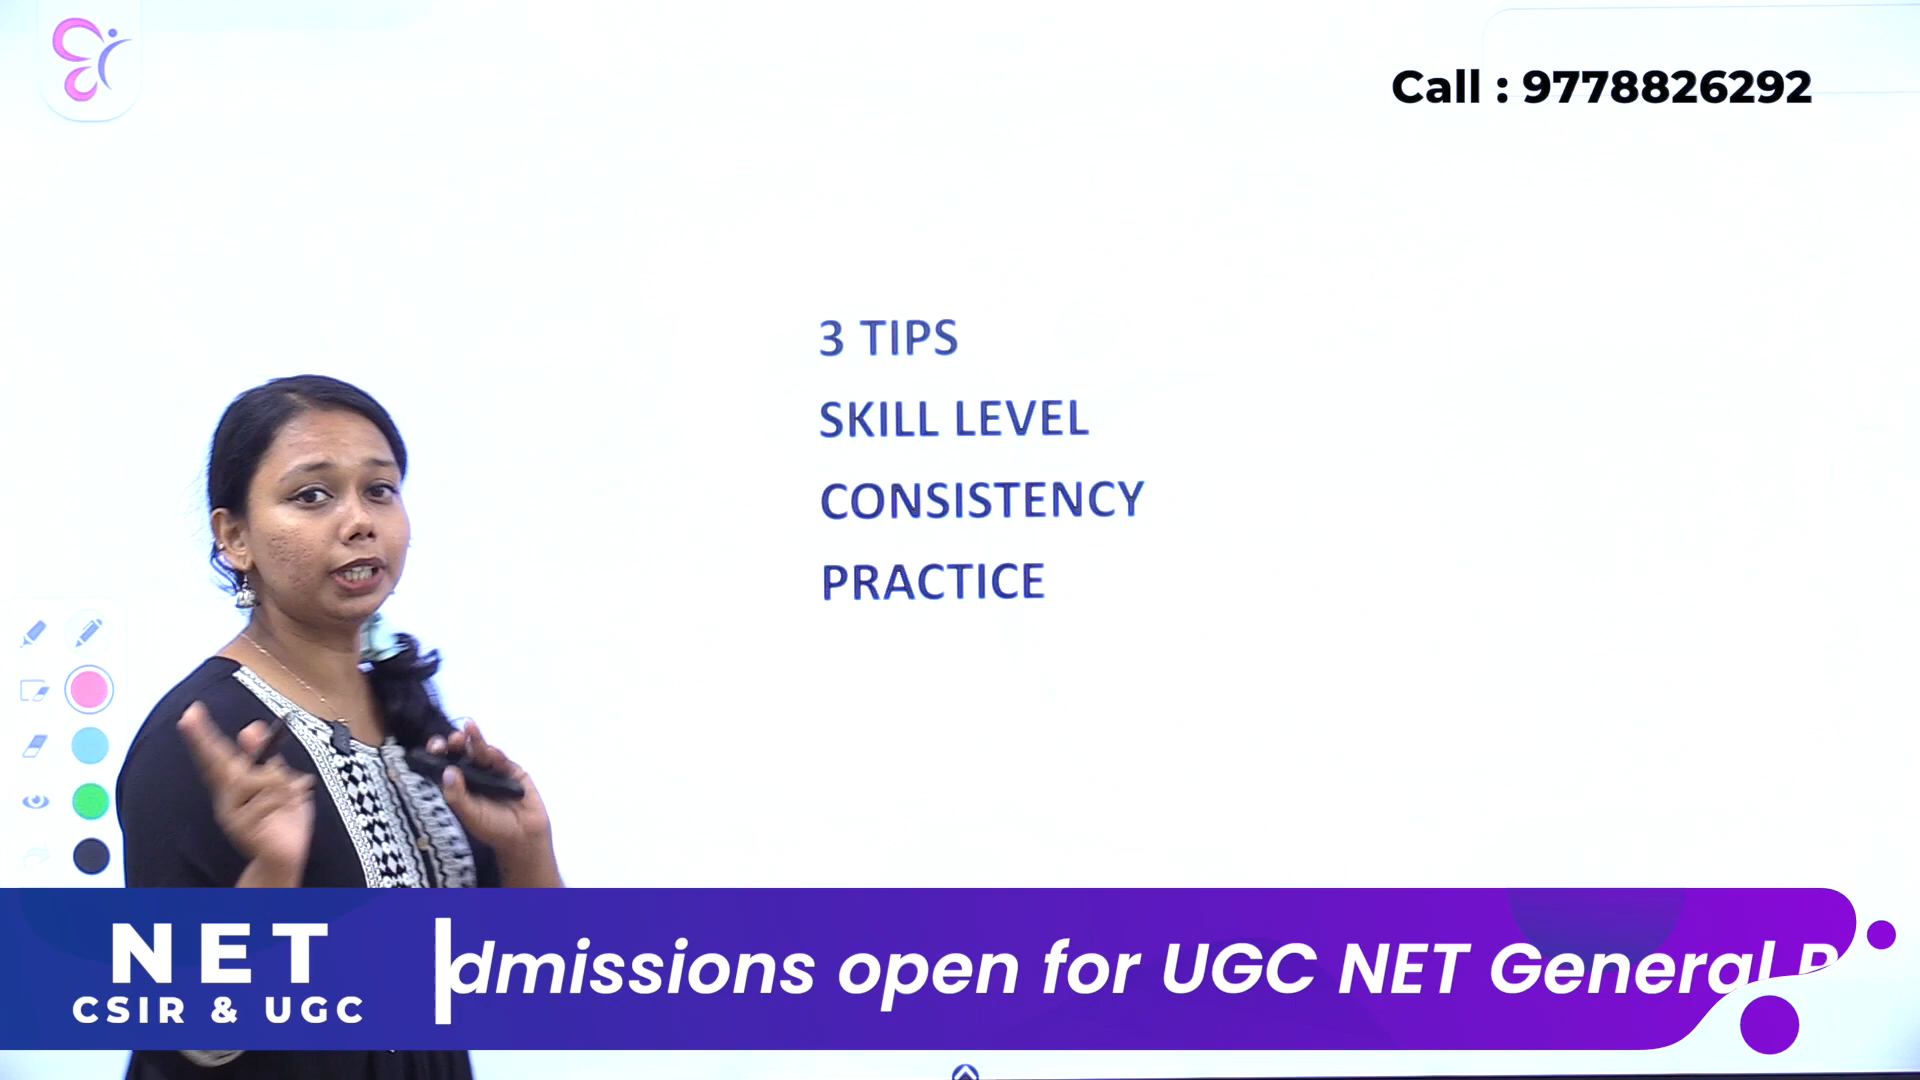 Call : 9778826292
3 TIPS
SKILL LEVEL
CONSISTENCY
PRACTICE
NET
CSIR & UGC
dmissions open for UGC NET General